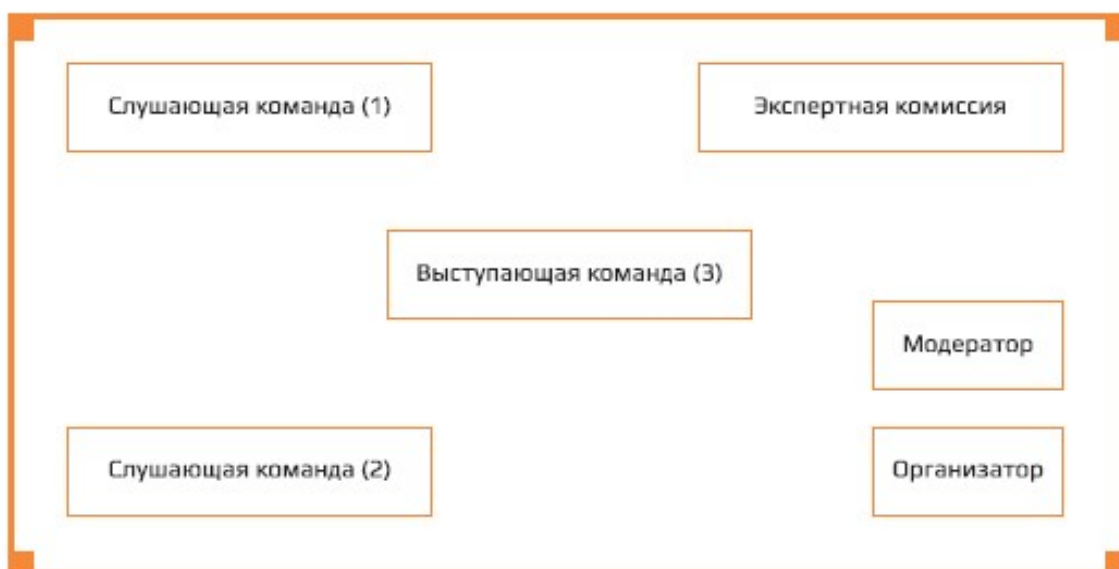 Слушающая команда (1)
Экспертная комиссия
Выступающая команда (3)
Модератор
Слушающая команда (2)
Организатор